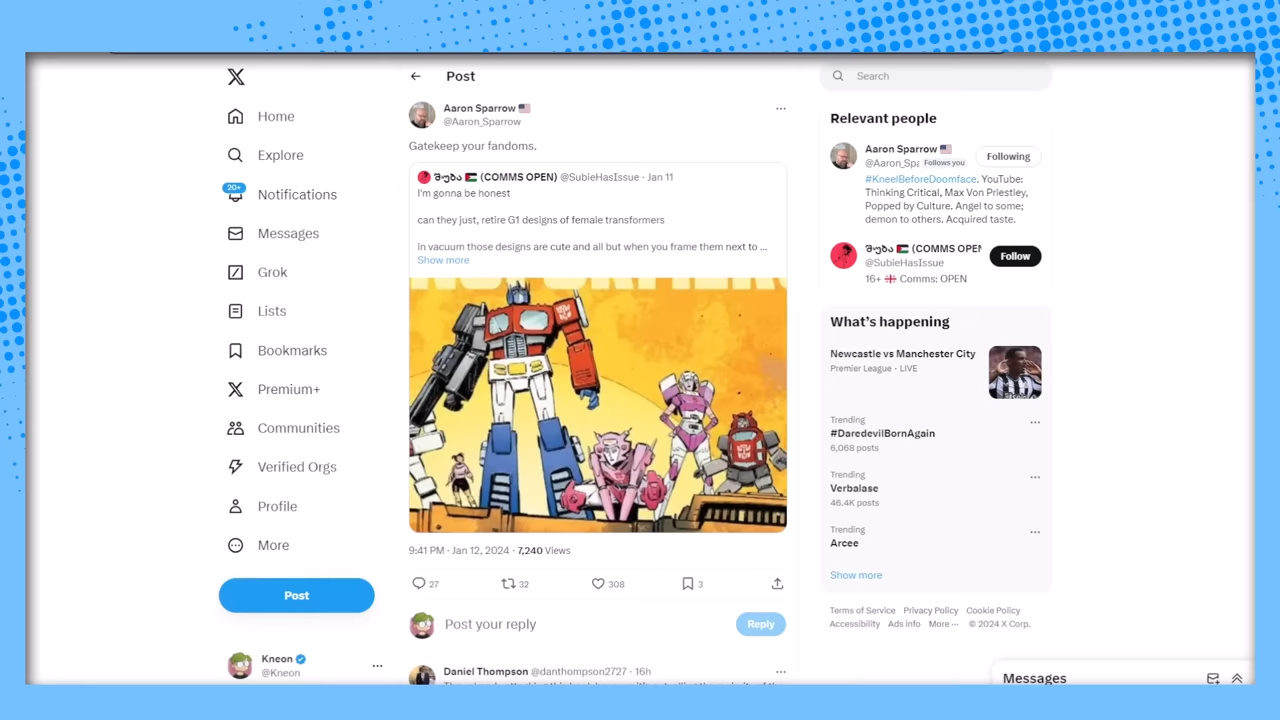 Home
Explore
20+
Notifications
Messages
Grok
Lists
Bookmarks
Premium+
Communities
Verified Orgs
Profile
More
Post
Kneon
@Kneon
Post
Aaron Sparrow 🇺🇸
@Aaron_Sparrow
Gatekeep your fandoms.
შუბა 🇵🇸 (COMMS OPEN) @SubieHasIssue · Jan 11
I'm gonna be honest
can they just, retire G1 designs of female transformers
in vacuum those designs are cute and all but when you frame them next to ...
Show more
9:41 PM · Jan 12, 2024 · 7,240 Views
27 32 308 3
Post your reply
Reply
Daniel Thompson @danthompson2727 · 16h
Search
Relevant people
Aaron Sparrow 🇺🇸
@Aaron_Spa Follows you
Following
#KneelBeforeDoomface. YouTube:
Thinking Critical, Max Von Priestley,
Popped by Culture. Angel to some;
demon to others. Acquired taste.
შუბა 🇵🇸 (COMMS OPEN
@SubieHasIssue
Follow
16+ 🇬🇪 Comms: OPEN
What's happening
Newcastle vs Manchester City
Premier League · LIVE
Trending
#DaredevilBornAgain
6,068 posts
Trending
Verbalase
46.4K posts
Trending
Arcee
Show more
Terms of Service Privacy Policy Cookie Policy
Accessibility Ads info More ··· © 2024 X Corp.
Messages